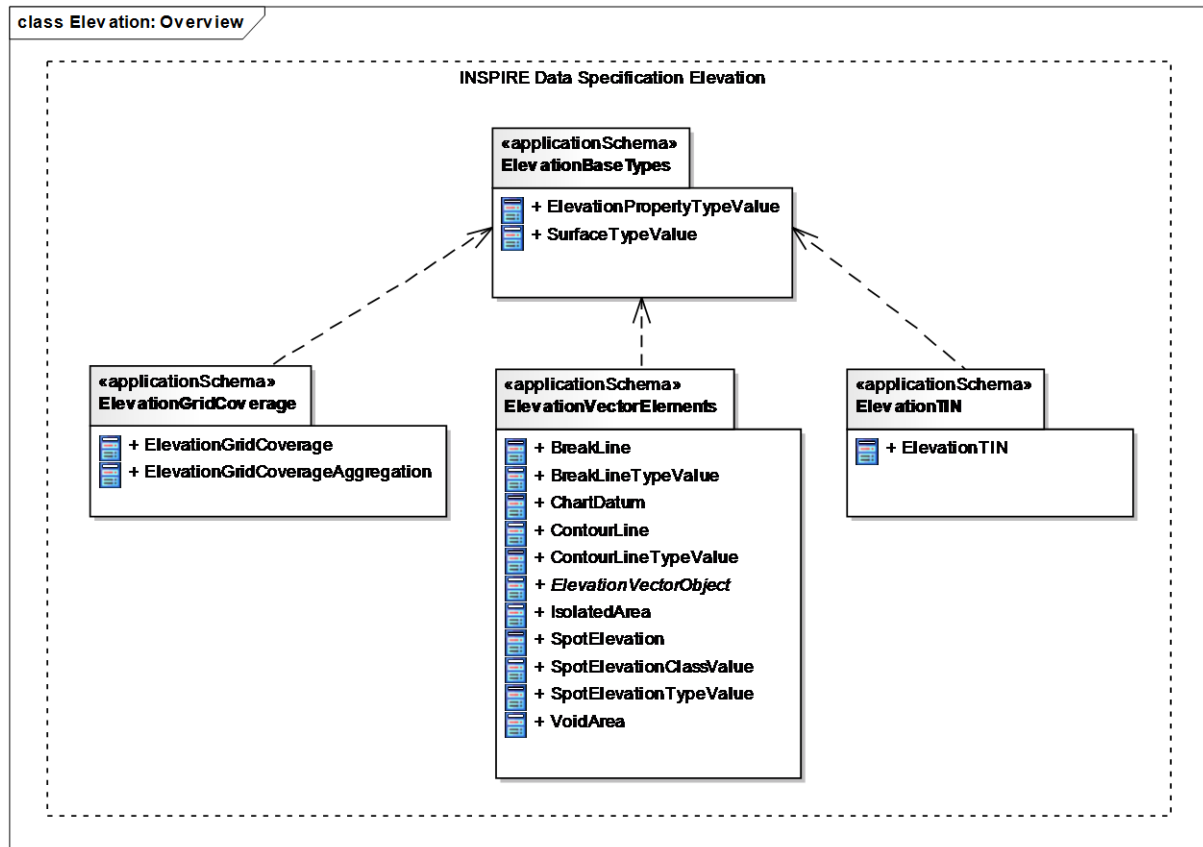 class Elevation: Overview
INSPIRE Data Specification Elevation
«applicationSchema»
ElevationBaseTypes
+ ElevationPropertyTypeValue
+ SurfaceTypeValue
«applicationSchema»
ElevationGridCoverage
+ ElevationGridCoverage
+ ElevationGridCoverageAggregation
«applicationSchema»
ElevationVectorElements
+ BreakLine
+ BreakLineTypeValue
+ ChartDatum
+ ContourLine
+ ContourLineTypeValue
+ ElevationVectorObject
+ IsolatedArea
+ SpotElevation
+ SpotElevationClassValue
+ SpotElevationTypeValue
+ VoidArea
«applicationSchema»
ElevationTIN
+ ElevationTIN